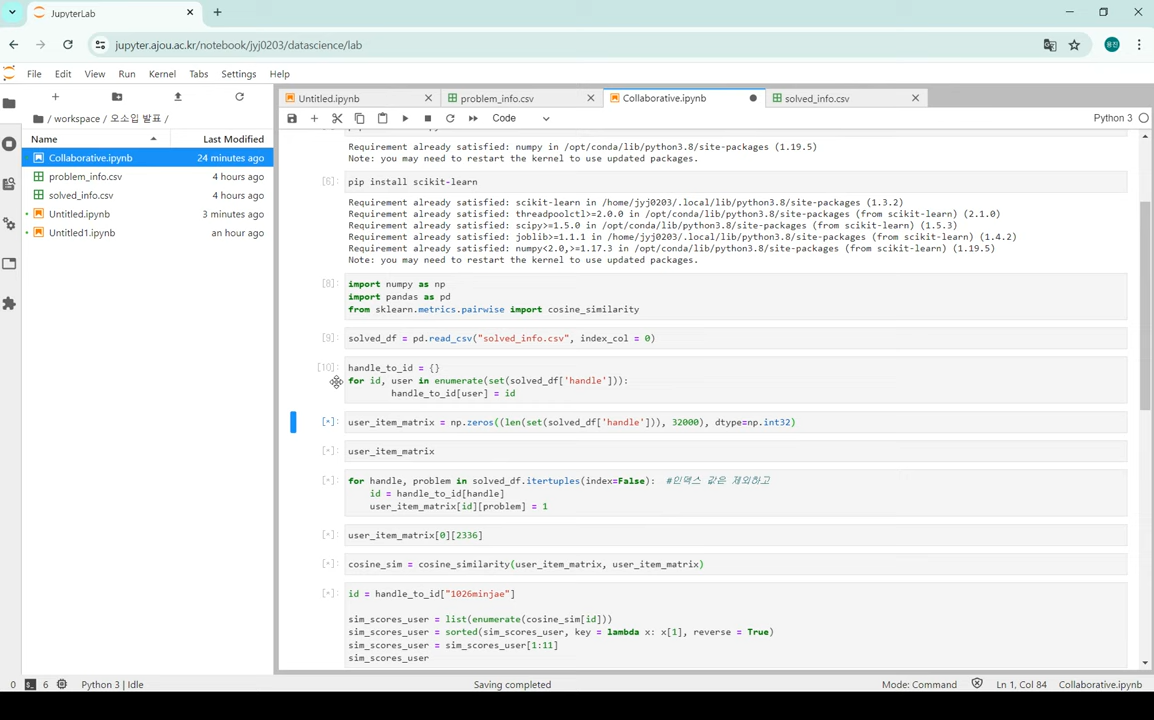 JupyterLab
jupyter.ajou.ac.kr/notebook/jyj0203/datascience/lab
용진
File Edit View Run Kernel Tabs Settings Help
Untitled.ipynb
problem_info.csv
Collaborative.ipynb
solved_info.csv
Code
Python 3
/ workspace / 오소입 발표 /
Name
Last Modified
Collaborative.ipynb 24 minutes ago
problem_info.csv 4 hours ago
solved_info.csv 4 hours ago
Untitled.ipynb 3 minutes ago
Untitled1.ipynb an hour ago
Requirement already satisfied: numpy in /opt/conda/lib/python3.8/site-packages (1.19.5)
Note: you may need to restart the kernel to use updated packages.
[6]: pip install scikit-learn
Requirement already satisfied: scikit-learn in /home/jyj0203/.local/lib/python3.8/site-packages (1.3.2)
Requirement already satisfied: threadpoolctl>=2.0.0 in /opt/conda/lib/python3.8/site-packages (from scikit-learn) (2.1.0)
Requirement already satisfied: scipy>=1.5.0 in /opt/conda/lib/python3.8/site-packages (from scikit-learn) (1.5.3)
Requirement already satisfied: joblib>=1.1.1 in /home/jyj0203/.local/lib/python3.8/site-packages (from scikit-learn) (1.4.2)
Requirement already satisfied: numpy<2.0,>=1.17.3 in /opt/conda/lib/python3.8/site-packages (from scikit-learn) (1.19.5)
Note: you may need to restart the kernel to use updated packages.
[8]: import numpy as np
import pandas as pd
from sklearn.metrics.pairwise import cosine_similarity
[9]: solved_df = pd.read_csv("solved_info.csv", index_col = 0)
[10]: handle_to_id = {}
for id, user in enumerate(set(solved_df['handle'])):
handle_to_id[user] = id
[*]: user_item_matrix = np.zeros((len(set(solved_df['handle'])), 32000), dtype=np.int32)
[*]: user_item_matrix
[*]: for handle, problem in solved_df.itertuples(index=False): #인덱스 값은 제외하고
id = handle_to_id[handle]
user_item_matrix[id][problem] = 1
[*]: user_item_matrix[0][2336]
[*]: cosine_sim = cosine_similarity(user_item_matrix, user_item_matrix)
[*]: id = handle_to_id["1026minjae"]
sim_scores_user = list(enumerate(cosine_sim[id]))
sim_scores_user = sorted(sim_scores_user, key = lambda x: x[1], reverse = True)
sim_scores_user = sim_scores_user[1:11]
sim_scores_user
0 6 Python 3 | Idle
Saving completed
Mode: Command
Ln 1, Col 84
Collaborative.ipynb